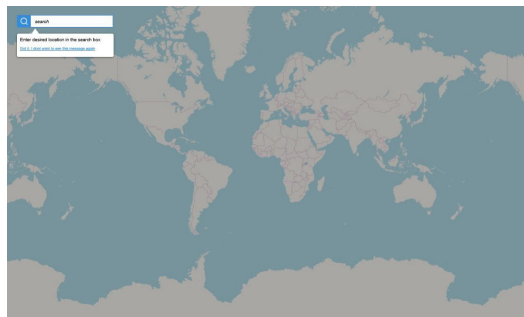 search
Enter desired location in the search box.
Got it, I dont want to see this message again